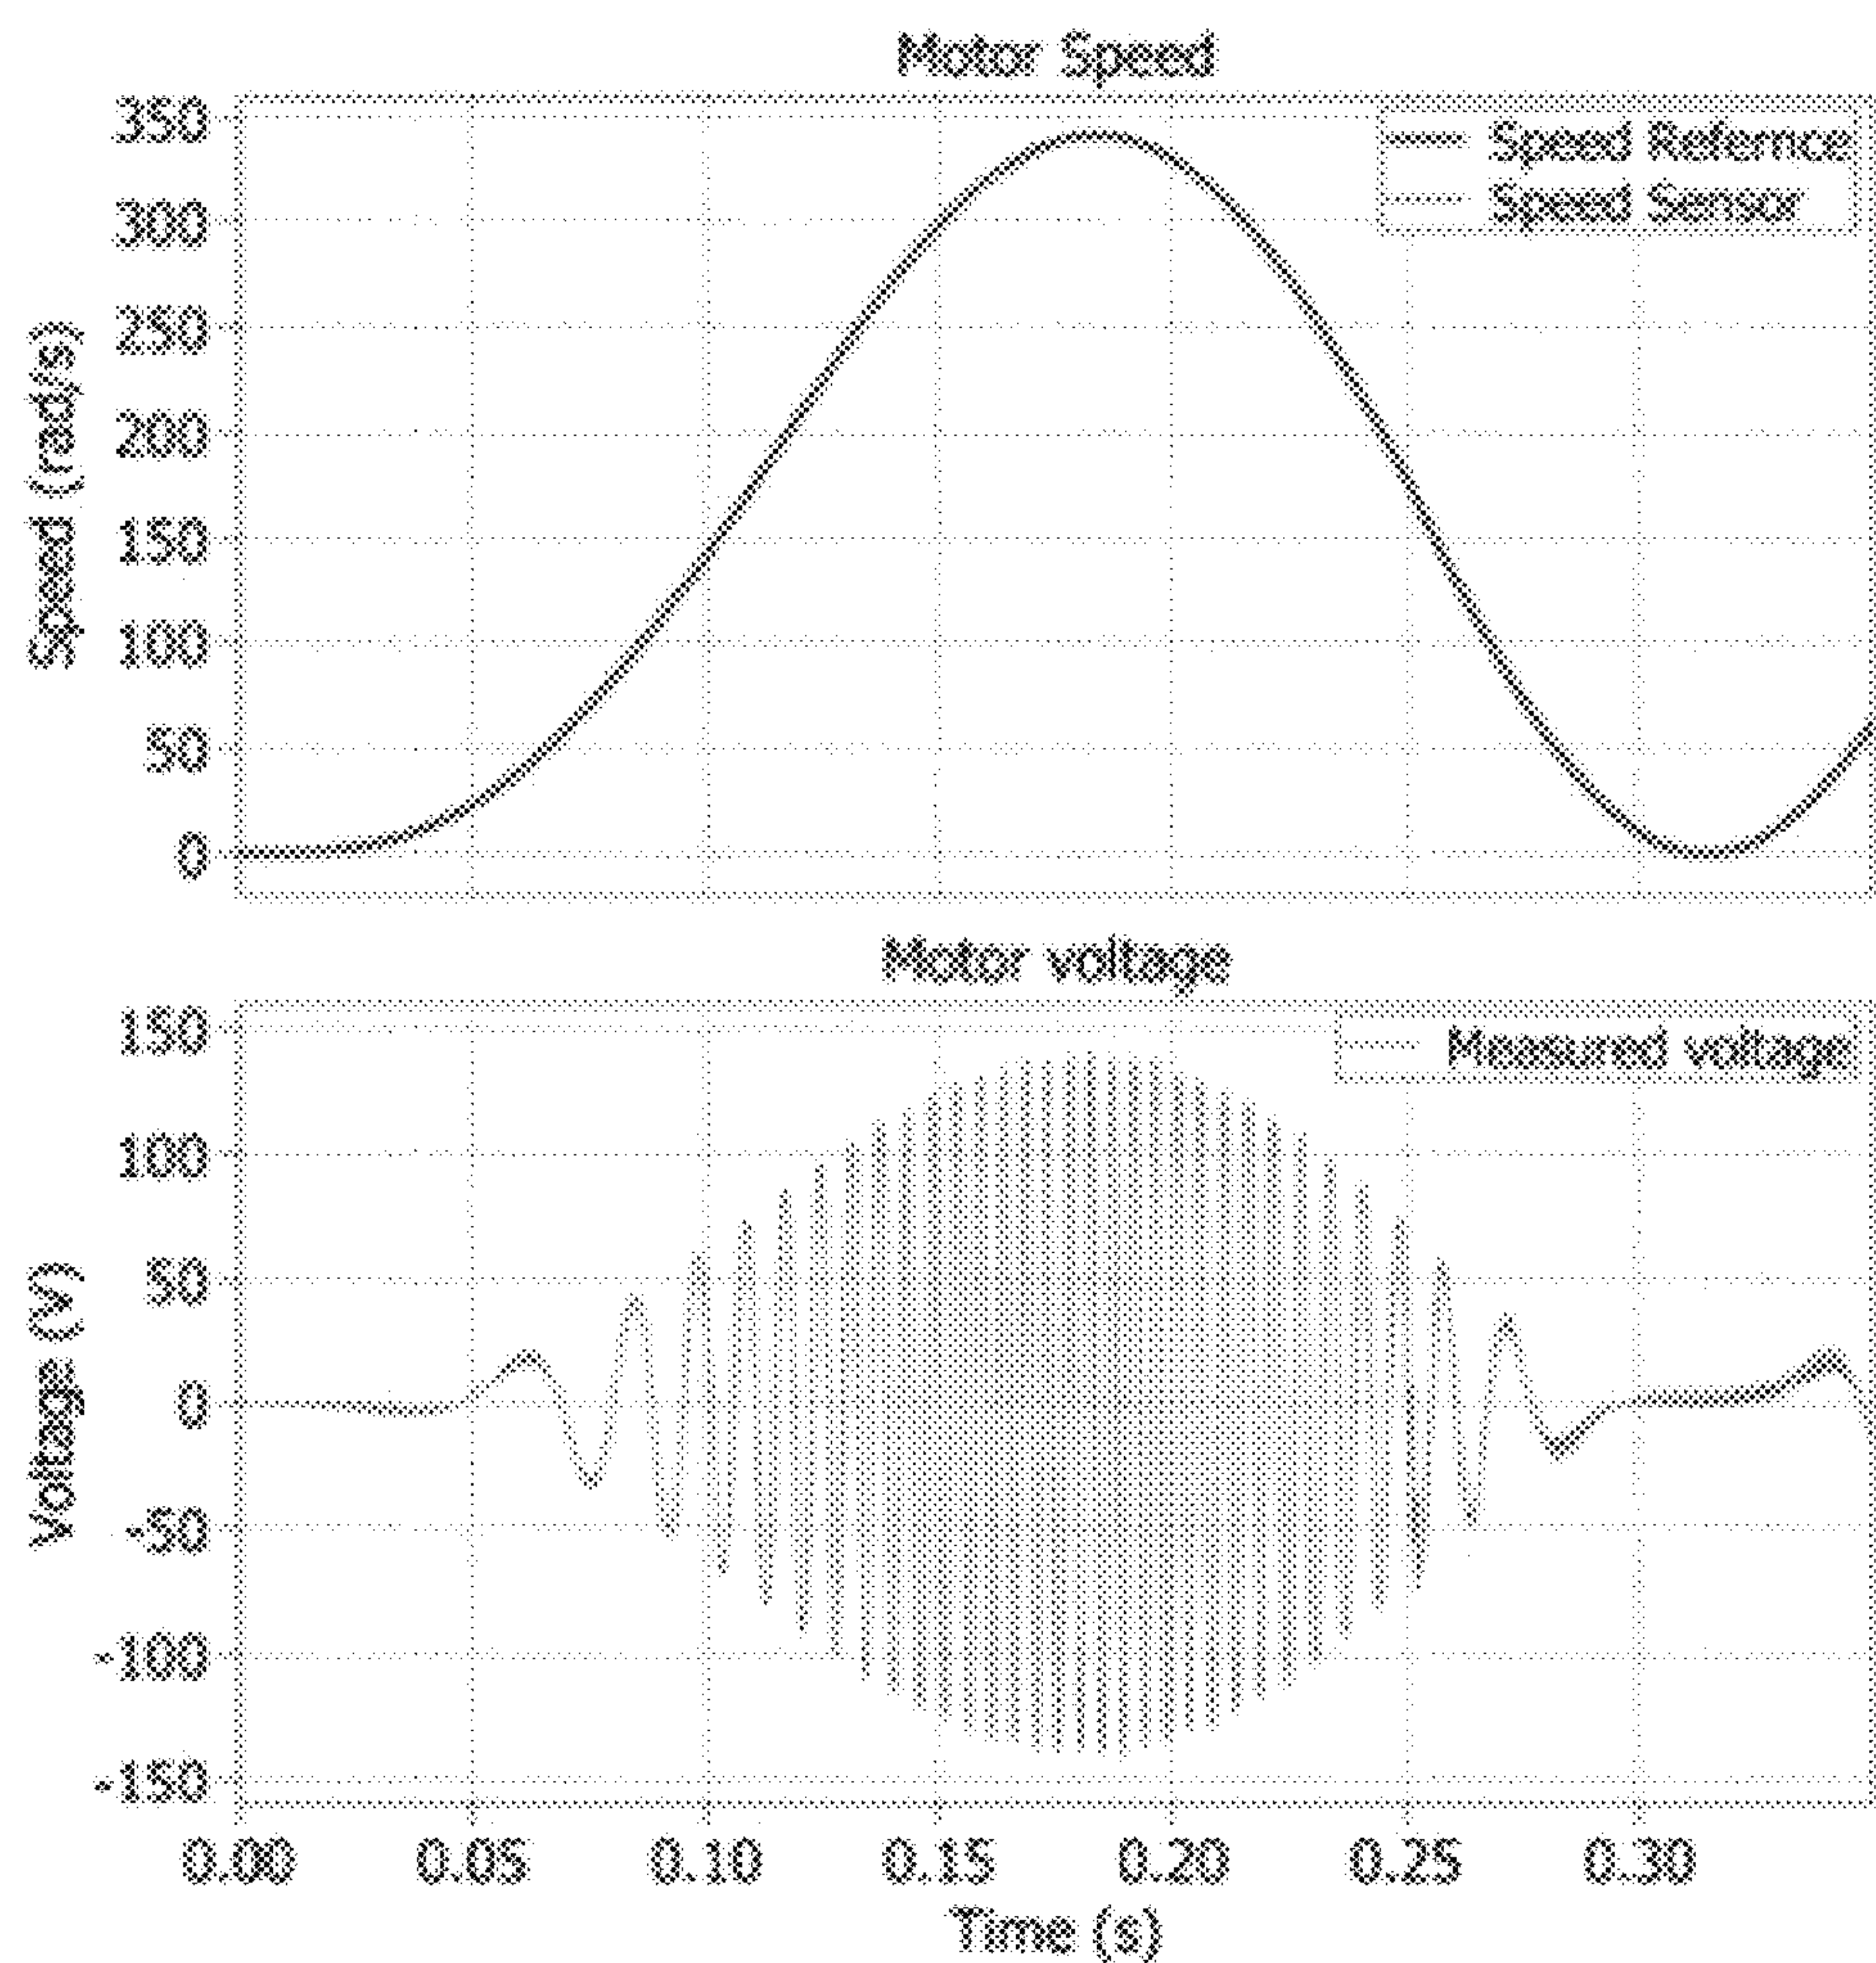 Motor Speed
350
300
250
200
150
100
50
0
Speed (rad/s)
Speed Refernce
Speed Sensor
Motor voltage
150
100
50
0
-50
-100
-150
Voltage (V)
Measured voltage
0.00 0.05 0.10 0.15 0.20 0.25 0.30
Time (s)